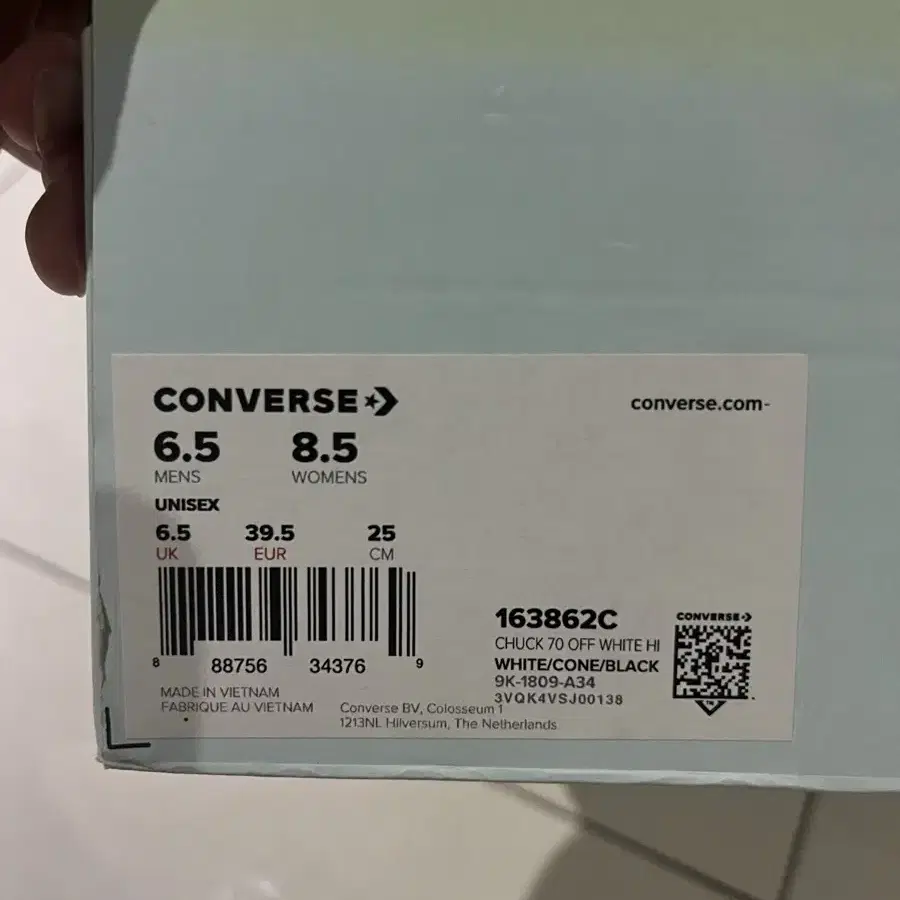 CONVERSE
converse.com-
6.5 8.5
MENS WOMENS
UNISEX
6.5 39.5 25
UK EUR CM
8 88756 34376 9
163862C
CHUCK 70 OFF WHITE HI
WHITE/CONE/BLACK
9K-1809-A34
3VQK4VSJ00138
CONVERSE
MADE IN VIETNAM
FABRIQUE AU VIETNAM
Converse BV, Colosseum 1
1213NL Hilversum, The Netherlands